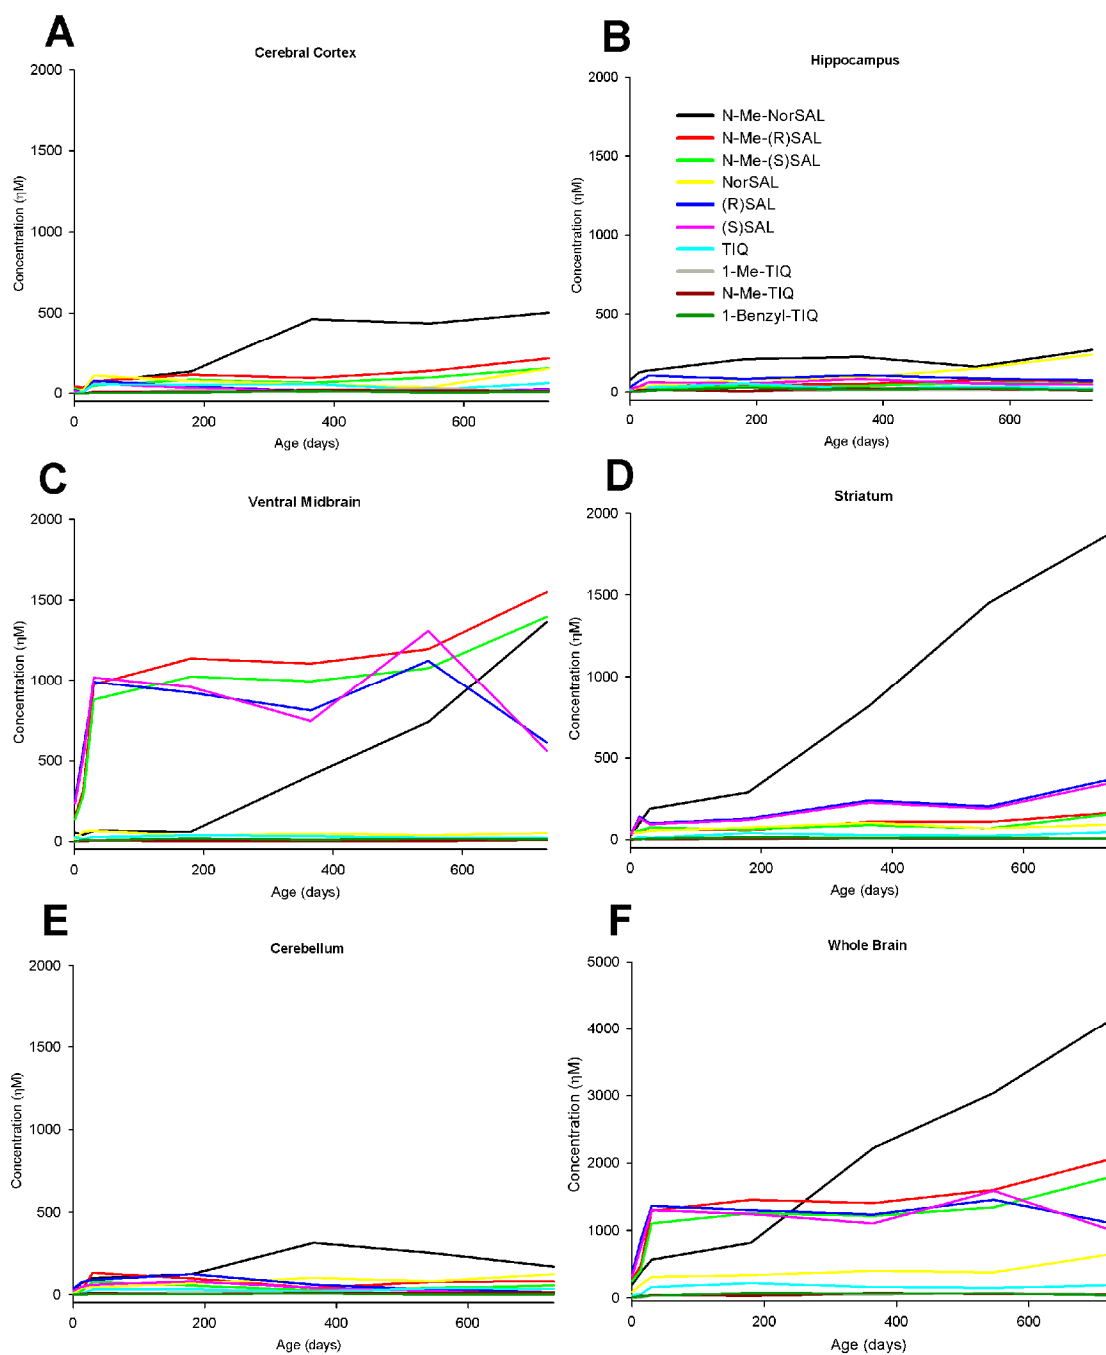 A
Cerebral Cortex
2000
1500
1000
500
0
Concentration (ηM)
0 200 400 600
Age (days)
B
Hippocampus
2000
1500
1000
500
0
Concentration (ηM)
N-Me-NorSAL
N-Me-(R)SAL
N-Me-(S)SAL
NorSAL
(R)SAL
(S)SAL
TIQ
1-Me-TIQ
N-Me-TIQ
1-Benzyl-TIQ
0 200 400 600
Age (days)
C
Ventral Midbrain
2000
1500
1000
500
0
Concentration (ηM)
0 200 400 600
Age (days)
D
Striatum
2000
1500
1000
500
0
Concentration (ηM)
0 200 400 600
Age (days)
E
Cerebellum
2000
1500
1000
500
0
Concentration (ηM)
0 200 400 600
Age (days)
F
Whole Brain
5000
4000
3000
2000
1000
0
Concentration (ηM)
0 200 400 600
Age (days)